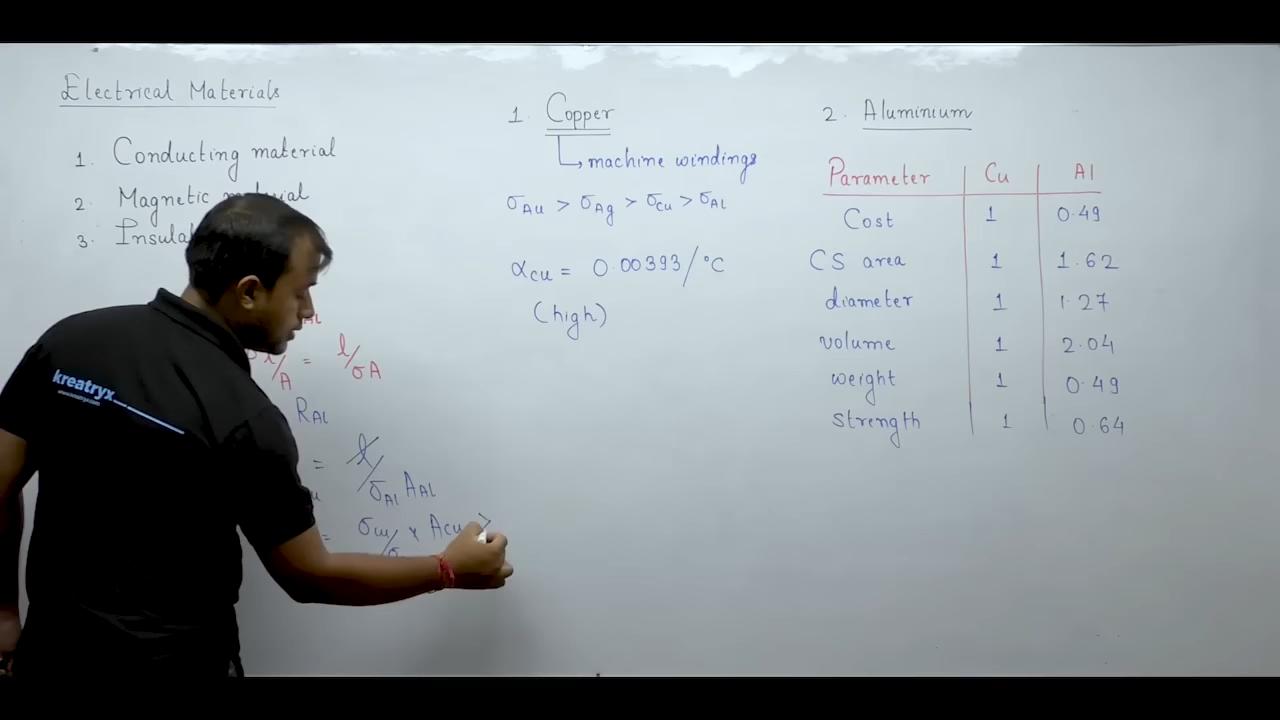 Electrical Materials
1. Conducting material
2. Magnetic material
3. Insula
l/A = l/σA
RAl
= l/σAl AAl
= σcu/σ × Acu >
kreatryx
1. Copper
machine windings
σAu > σAg > σcu > σAl
αcu = 0.00393/°C
(high)
2. Aluminium
Parameter Cu Al
Cost 1 0.49
CS area 1 1.62
diameter 1 1.27
volume 1 2.04
weight 1 0.49
strength 1 0.64